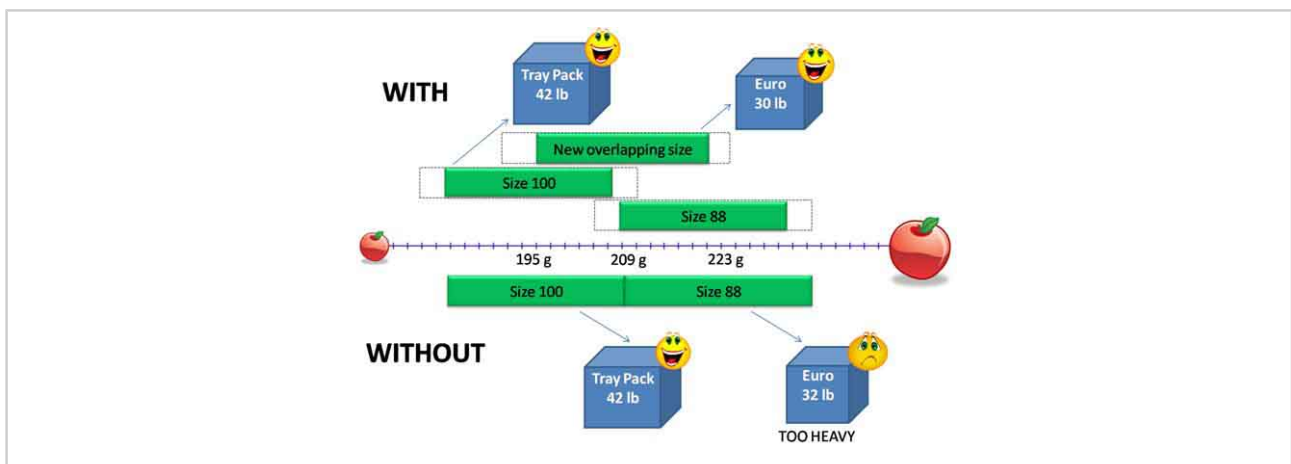 Tray Pack
42 lb
Euro
30 lb
WITH
New overlapping size
Size 100
Size 88
195 g 209 g 223 g
Size 100 Size 88
WITHOUT
Tray Pack
42 lb
Euro
32 lb
TOO HEAVY